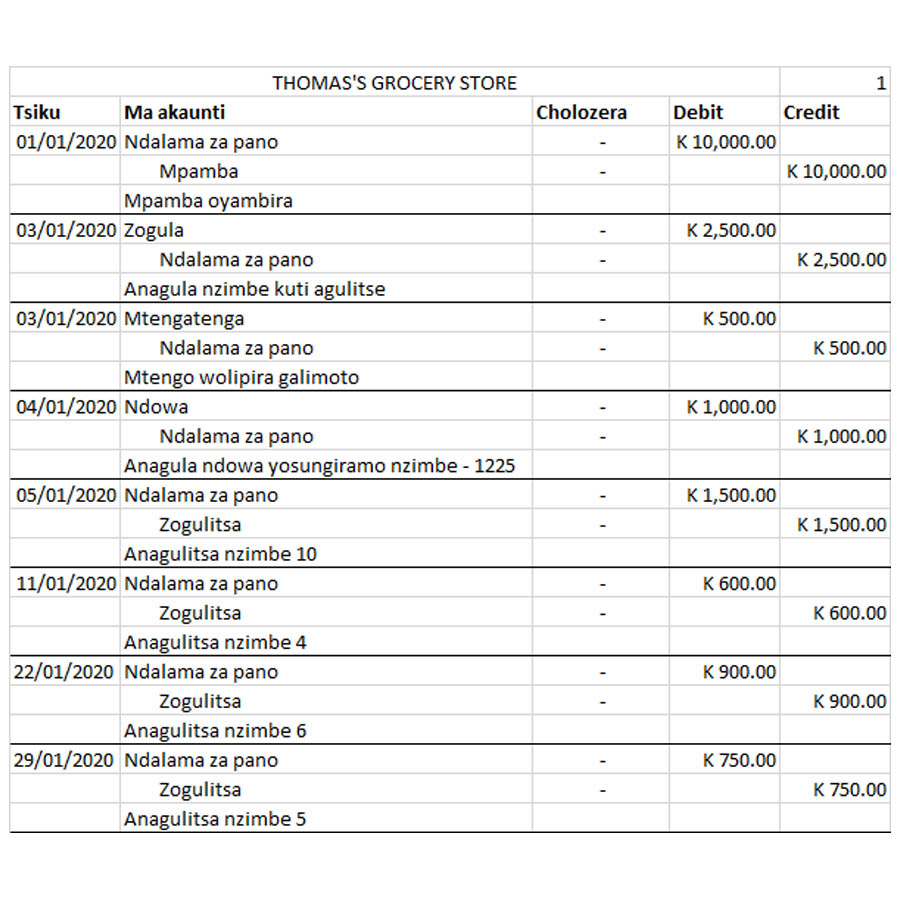 THOMAS'S GROCERY STORE 1
Tsiku Ma akaunti Cholozera Debit Credit
01/01/2020 Ndalama za pano - K 10,000.00
Mpamba - K 10,000.00
Mpamba oyambira
03/01/2020 Zogula - K 2,500.00
Ndalama za pano - K 2,500.00
Anagula nzimbe kuti agulitse
03/01/2020 Mtengatenga - K 500.00
Ndalama za pano - K 500.00
Mtengo wolipira galimoto
04/01/2020 Ndowa - K 1,000.00
Ndalama za pano - K 1,000.00
Anagula ndowa yosungiramo nzimbe - 1225
05/01/2020 Ndalama za pano - K 1,500.00
Zogulitsa - K 1,500.00
Anagulitsa nzimbe 10
11/01/2020 Ndalama za pano - K 600.00
Zogulitsa - K 600.00
Anagulitsa nzimbe 4
22/01/2020 Ndalama za pano - K 900.00
Zogulitsa - K 900.00
Anagulitsa nzimbe 6
29/01/2020 Ndalama za pano - K 750.00
Zogulitsa - K 750.00
Anagulitsa nzimbe 5